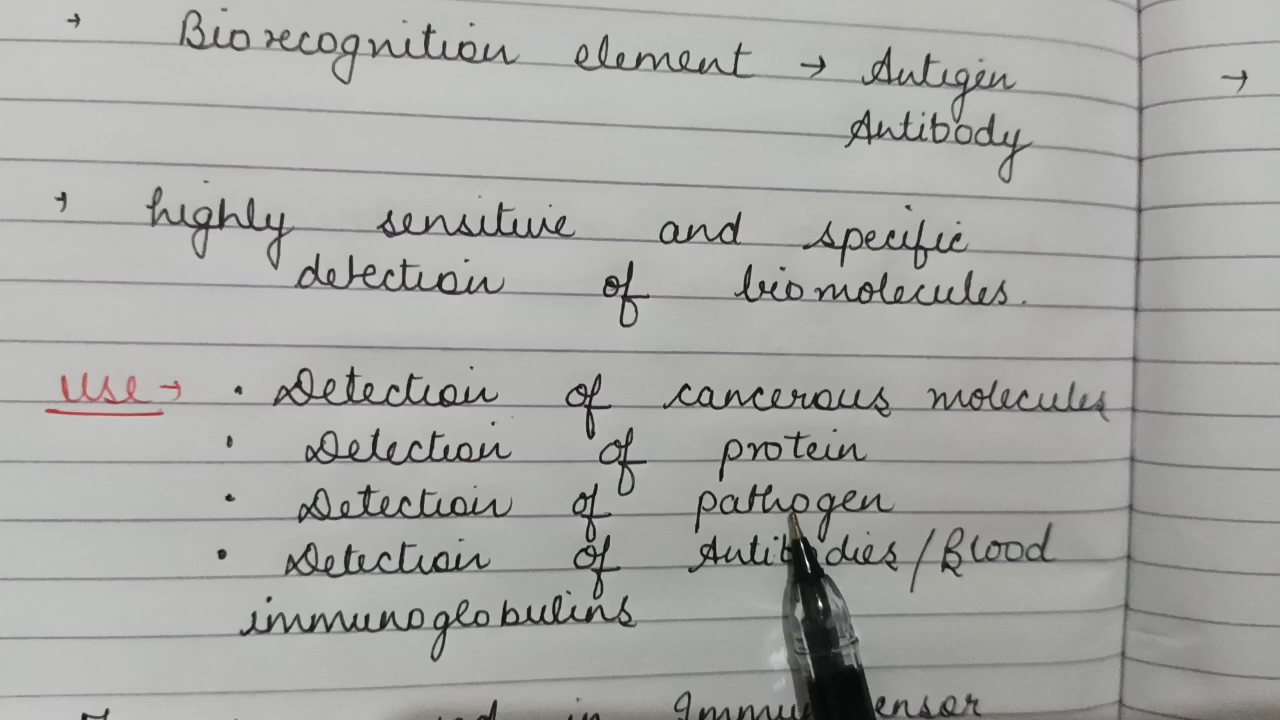 → Biorecognition element → Antigen
Antibody
→ highly sensitive and specific
detection of biomolecules.
Use → • Detection of cancerous molecules
• Detection of protein
• Detection of pathogen
• Detection of Antibodies / Blood
immunoglobulins
in